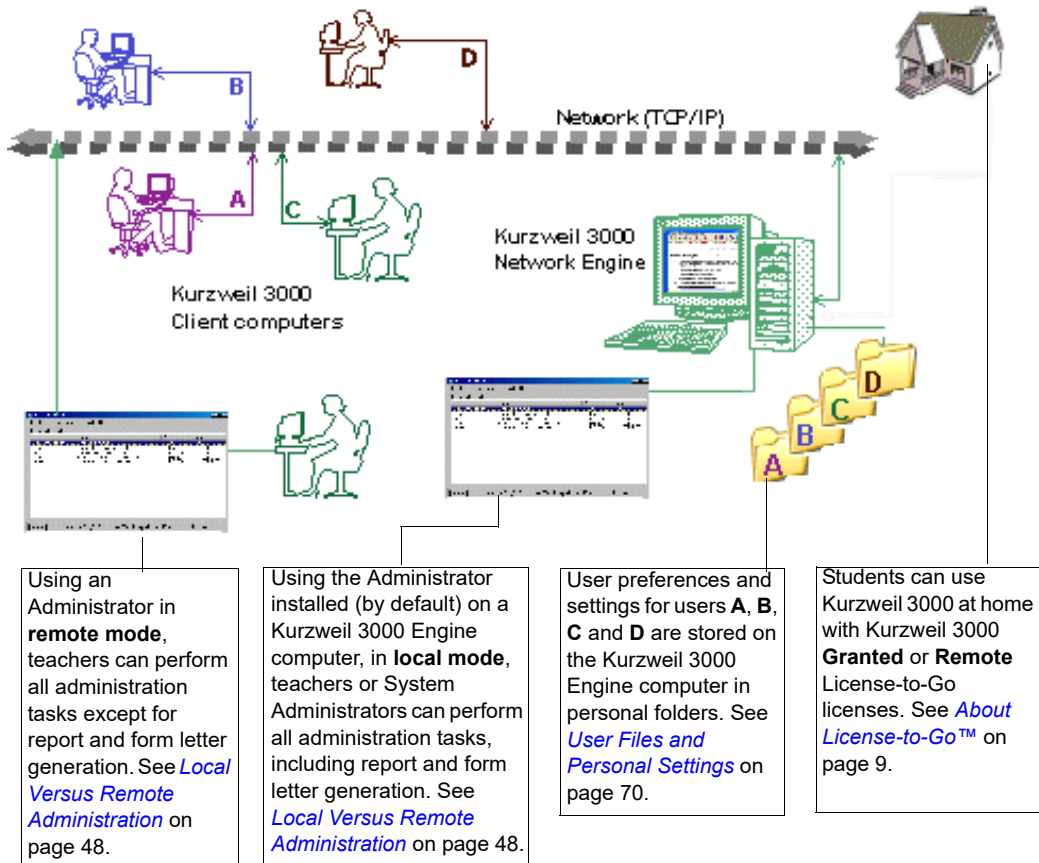 B
D
Network (TCP/IP)
A
C
Kurzweil 3000
Network Engine
Kurzweil 3000
Client computers
D
C
B
A
Using an
Administrator in
remote mode,
teachers can perform
all administration
tasks except for
report and form letter
generation. See Local
Versus Remote
Administration on
page 48.
Using the Administrator
installed (by default) on a
Kurzweil 3000 Engine
computer, in local mode,
teachers or System
Administrators can perform
all administration tasks,
including report and form
letter generation. See
Local Versus Remote
Administration on page 48.
User preferences and
settings for users A, B,
C and D are stored on
the Kurzweil 3000
Engine computer in
personal folders. See
User Files and
Personal Settings on
page 70.
Students can use
Kurzweil 3000 at home
with Kurzweil 3000
Granted or Remote
License-to-Go
licenses. See About
License-to-Go™ on
page 9.